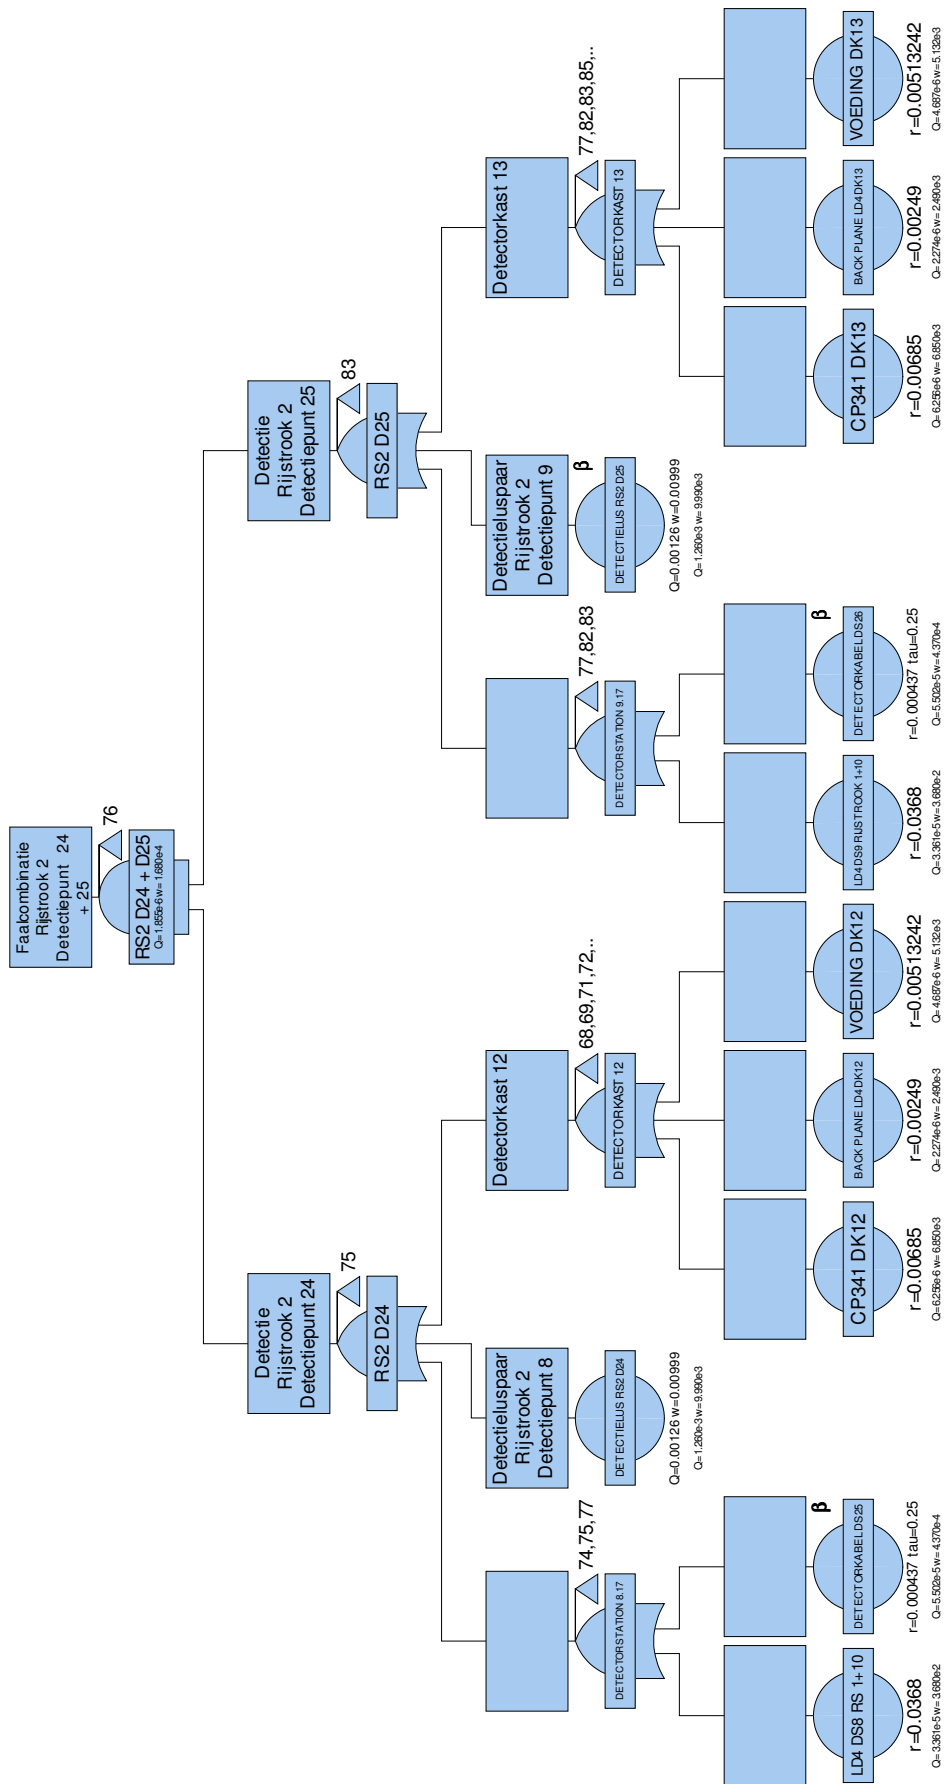 Faalcombinatie
Rijstrook 2
Detectiepunt 24
+ 25
76
RS2 D24 + D25
Q=1.855e-6 w=1.680e-4
Detectie
Rijstrook 2
Detectiepunt 24
75
RS2 D24
Detectie
Rijstrook 2
Detectiepunt 25
83
RS2 D25
74,75,77
DETECTORSTATION 8.17
Detectieluspaar
Rijstrook 2
Detectiepunt 8
DETECTIELUS RS2 D24
Q=0.00126 w=0.00999
Q=1.260e-3 w=9.990e-3
Detectorkast 12
68,69,71,72,..
DETECTORKAST 12
77,82,83
DETECTORSTATION 9.17
Detectieluspaar
Rijstrook 2
Detectiepunt 9
β
DETECTIELUS RS2 D25
Q=0.00126 w=0.00999
Q=1.260e-3 w=9.990e-3
Detectorkast 13
77,82,83,85,..
DETECTORKAST 13
LD4 DS8 RS 1+10
r=0.0368
Q=3.361e-5 w=3.680e-2
β
DETECTORKABEL DS25
r=0.000437 tau=0.25
Q=5.502e-5 w=4.370e-4
CP341 DK12
r=0.00685
Q=6.256e-6 w=6.850e-3
BACK PLANE LD4 DK12
r=0.00249
Q=2.274e-6 w=2.490e-3
VOEDING DK12
r=0.00513242
Q=4.687e-6 w=5.132e-3
LD4 DS9 RIJSTROOK 1+10
r=0.0368
Q=3.361e-5 w=3.680e-2
β
DETECTORKABEL DS26
r=0.000437 tau=0.25
Q=5.502e-5 w=4.370e-4
CP341 DK13
r=0.00685
Q=6.256e-6 w=6.850e-3
BACK PLANE LD4 DK13
r=0.00249
Q=2.274e-6 w=2.490e-3
VOEDING DK13
r=0.00513242
Q=4.687e-6 w=5.132e-3